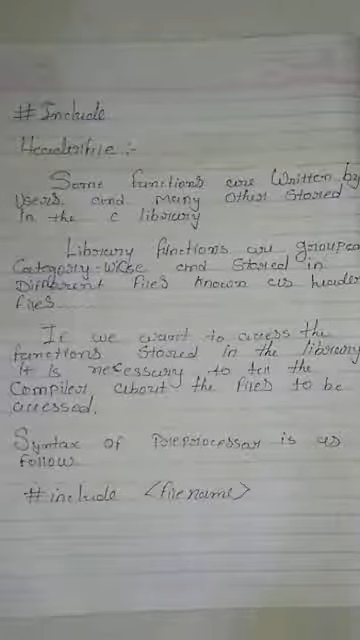 # Include
Headerfile :-
Some functions are Written by
Users and many other Stored
in the c library
Library functions are grouped
Category-wise and Stored in
Different files known as header
files.
If we want to access the
functions Stored in the library
it is necessary to tell the
Compiler about the files to be
accessed.
Syntax of Preprocessor is as
follow
#include <filename>